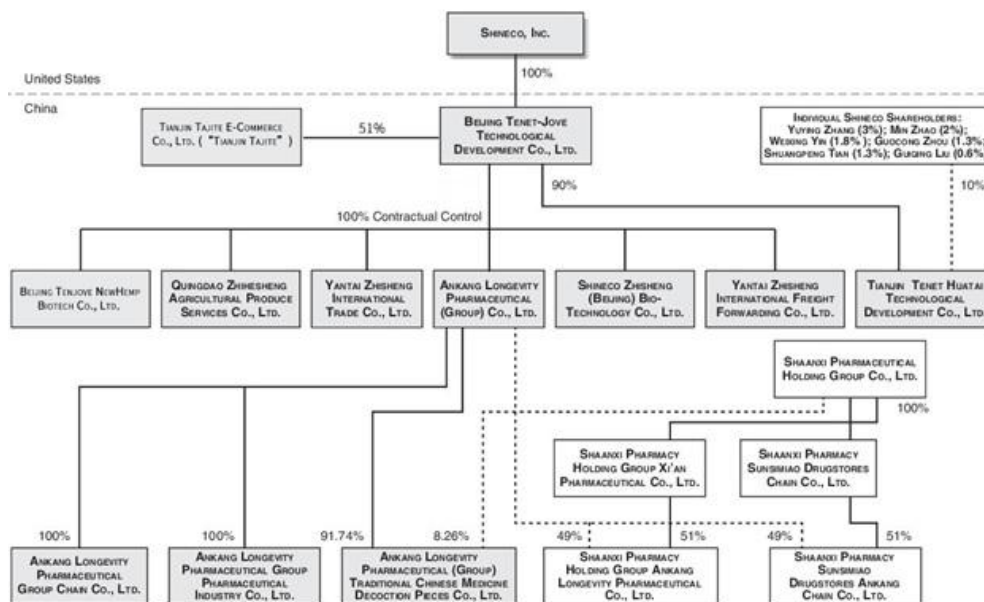 SHINECO, INC.
100%
United States
China
TIANJIN TAJITE E-COMMERCE
CO., LTD. ( "TIANJIN TAJITE" )
51%
BEIJING TENET-JOVE
TECHNOLOGICAL
DEVELOPMENT CO., LTD.
INDIVIDUAL SHINECO SHAREHOLDERS:
YUYING ZHANG (3%); MIN ZHAO (2%);
WEIXING YIN (1.8% ); GUOCONG ZHOU (1.3%;
SHUANGPENG TIAN (1.3%); GUIQING LIU (0.6%
90%
10%
100% Contractual Control
BEIJING TENJOVE NEWHEMP
BIOTECH CO., LTD.
QINGDAO ZHIHESHENG
AGRICULTURAL PRODUCE
SERVICES CO., LTD.
YANTAI ZHISHENG
INTERNATIONAL
TRADE CO., LTD.
ANKANG LONGEVITY
PHARMACEUTICAL
(GROUP) CO., LTD.
SHINECO ZHISHENG
(BEIJING) BIO-
TECHNOLOGY CO., LTD.
YANTAI ZHISHENG
INTERNATIONAL FREIGHT
FORWARDING CO., LTD.
TIANJIN TENET HUATAI
TECHNOLOGICAL
DEVELOPMENT CO., LTD
SHAANXI PHARMACEUTICAL
HOLDING GROUP CO., LTD.
100%
SHAANXI PHARMACY
HOLDING GROUP XI'AN
PHARMACEUTICAL CO., LTD.
SHAANXI PHARMACY
SUNSIMIAO DRUGSTORES
CHAIN CO., LTD.
100%
100%
91.74%
8.26%
49%
51%
49%
51%
ANKANG LONGEVITY
PHARMACEUTICAL
GROUP CHAIN CO., LTD.
ANKANG LONGEVITY
PHARMACEUTICAL GROUP
PHARMACEUTICAL
INDUSTRY CO., LTD.
ANKANG LONGEVITY
PHARMACEUTICAL (GROUP)
TRADITIONAL CHINESE MEDICINE
DECOCTION PIECES CO., LTD.
SHAANXI PHARMACY
HOLDING GROUP ANKANG
LONGEVITY PHARMACEUTICAL
CO., LTD.
SHAANXI PHARMACY
SUNSIMIAO
DRUGSTORES ANKANG
CHAIN CO., LTD.